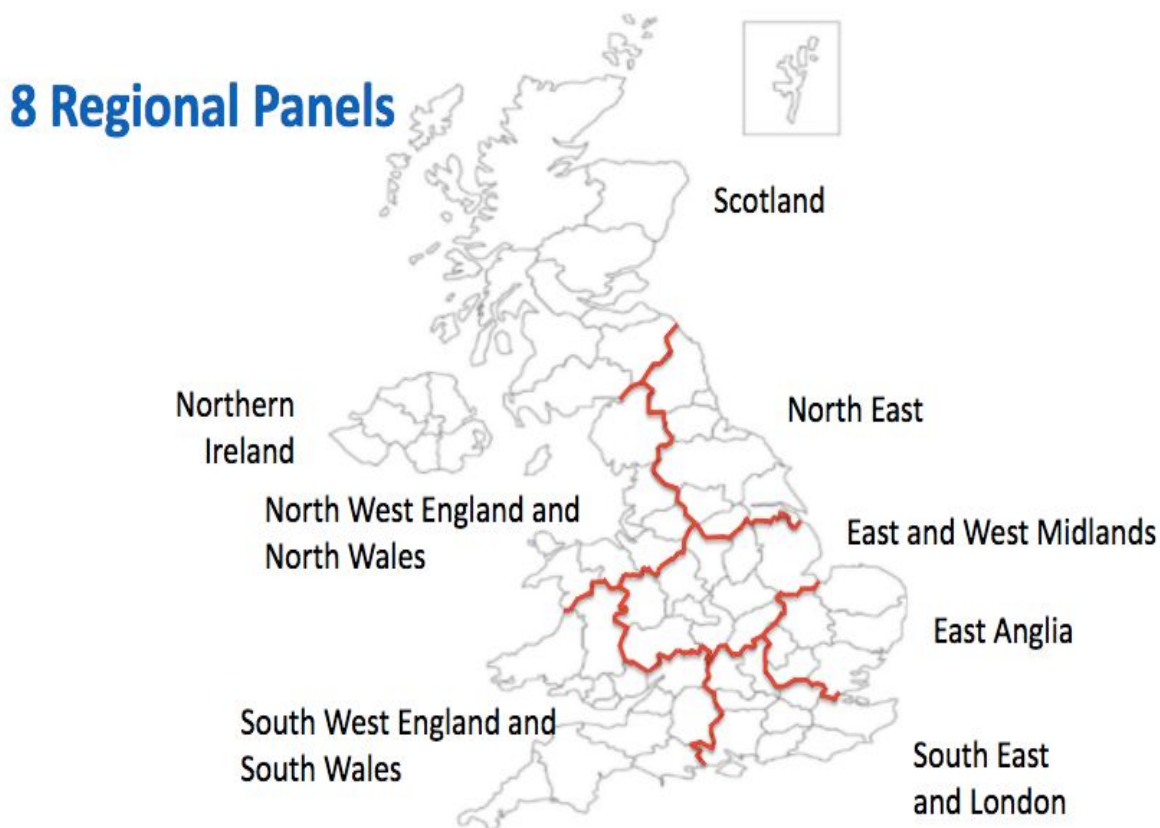 8 Regional Panels
Scotland
Northern
Ireland
North East
North West England and
North Wales
East and West Midlands
East Anglia
South West England and
South Wales
South East
and London